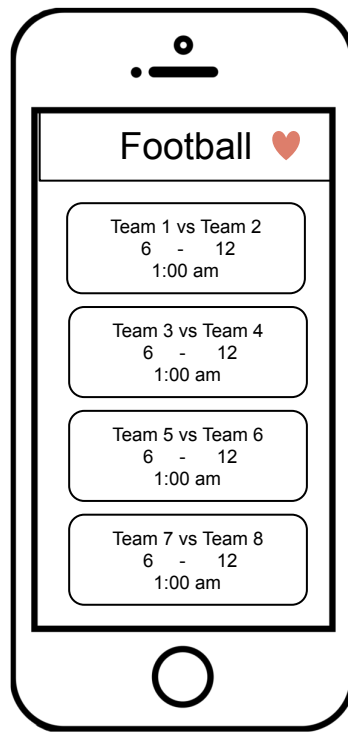 Football
Team 1 vs Team 2
6 - 12
1:00 am
Team 3 vs Team 4
6 - 12
1:00 am
Team 5 vs Team 6
6 - 12
1:00 am
Team 7 vs Team 8
6 - 12
1:00 am